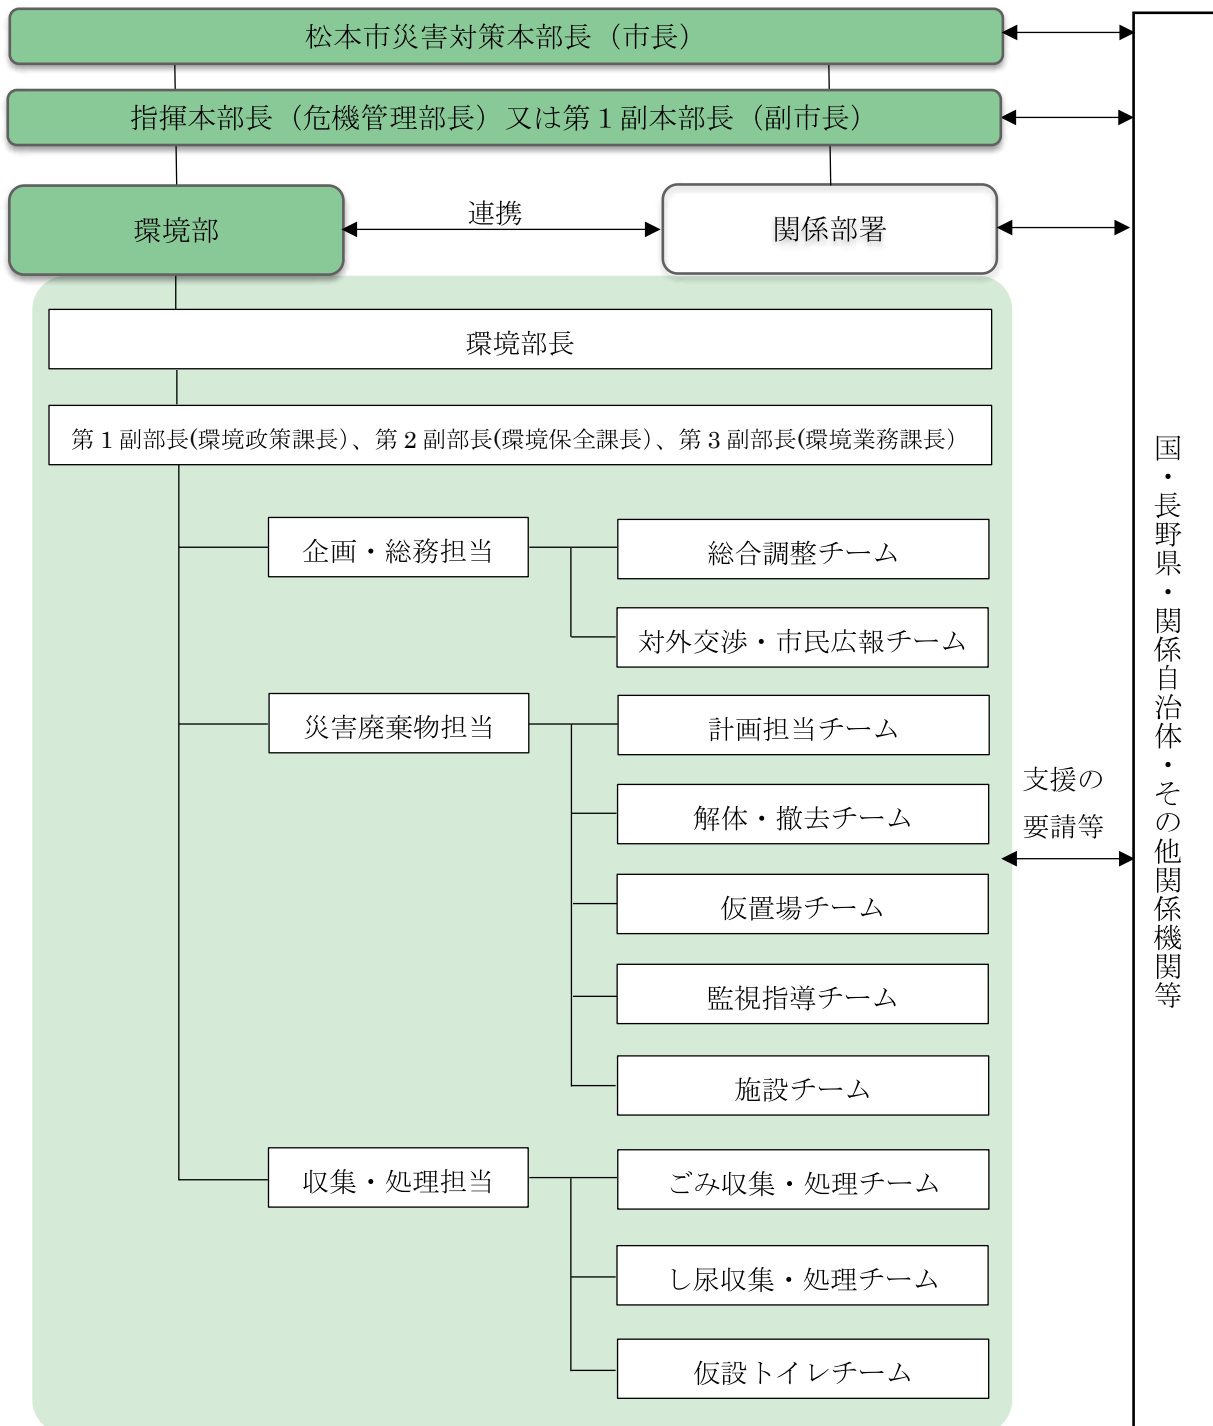 松本市災害対策本部長（市長）
指揮本部長（危機管理部長）又は第１副本部長（副市長）
環境部
連携
関係部署
環境部長
第１副部長(環境政策課長)、第２副部長(環境保全課長)、第３副部長(環境業務課長)
企画・総務担当
総合調整チーム
対外交渉・市民広報チーム
災害廃棄物担当
計画担当チーム
解体・撤去チーム
仮置場チーム
監視指導チーム
施設チーム
収集・処理担当
ごみ収集・処理チーム
し尿収集・処理チーム
仮設トイレチーム
支援の
要請等
国・長野県・関係自治体・その他関係機関等